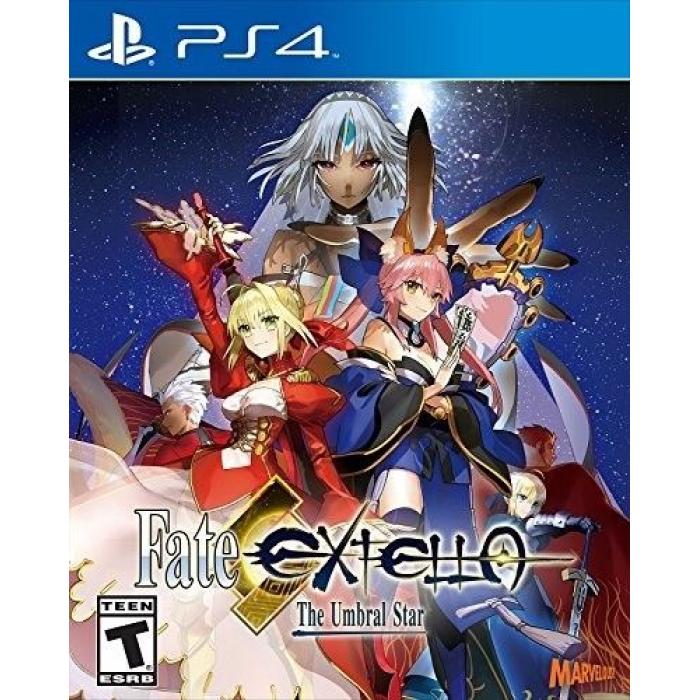 PS4
Fate
EXTELLA
The Umbral Star
TEEN
T
ESRB
MARVELOUS!